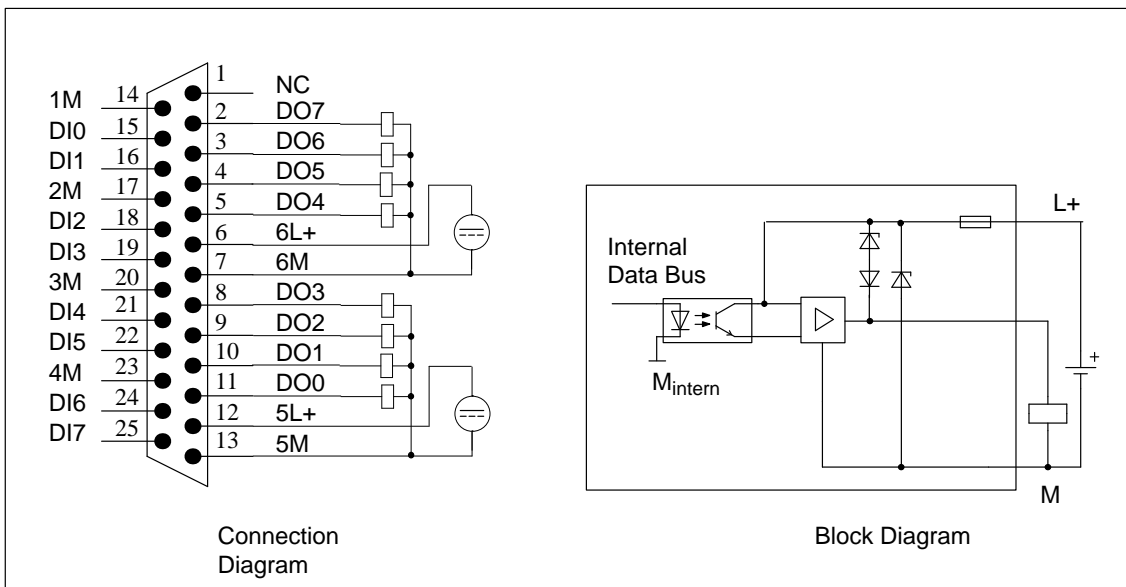 1
NC
1M 14
2 DO7
DI0 15
3 DO6
DI1 16
4 DO5
2M 17
5 DO4
DI2 18
6 6L+
DI3 19
7 6M
3M 20
8 DO3
DI4 21
9 DO2
DI5 22
10 DO1
4M 23
11 DO0
DI6 24
12 5L+
DI7 25
13 5M
Connection
Diagram
L+
Internal
Data Bus
M intern
+
M
Block Diagram